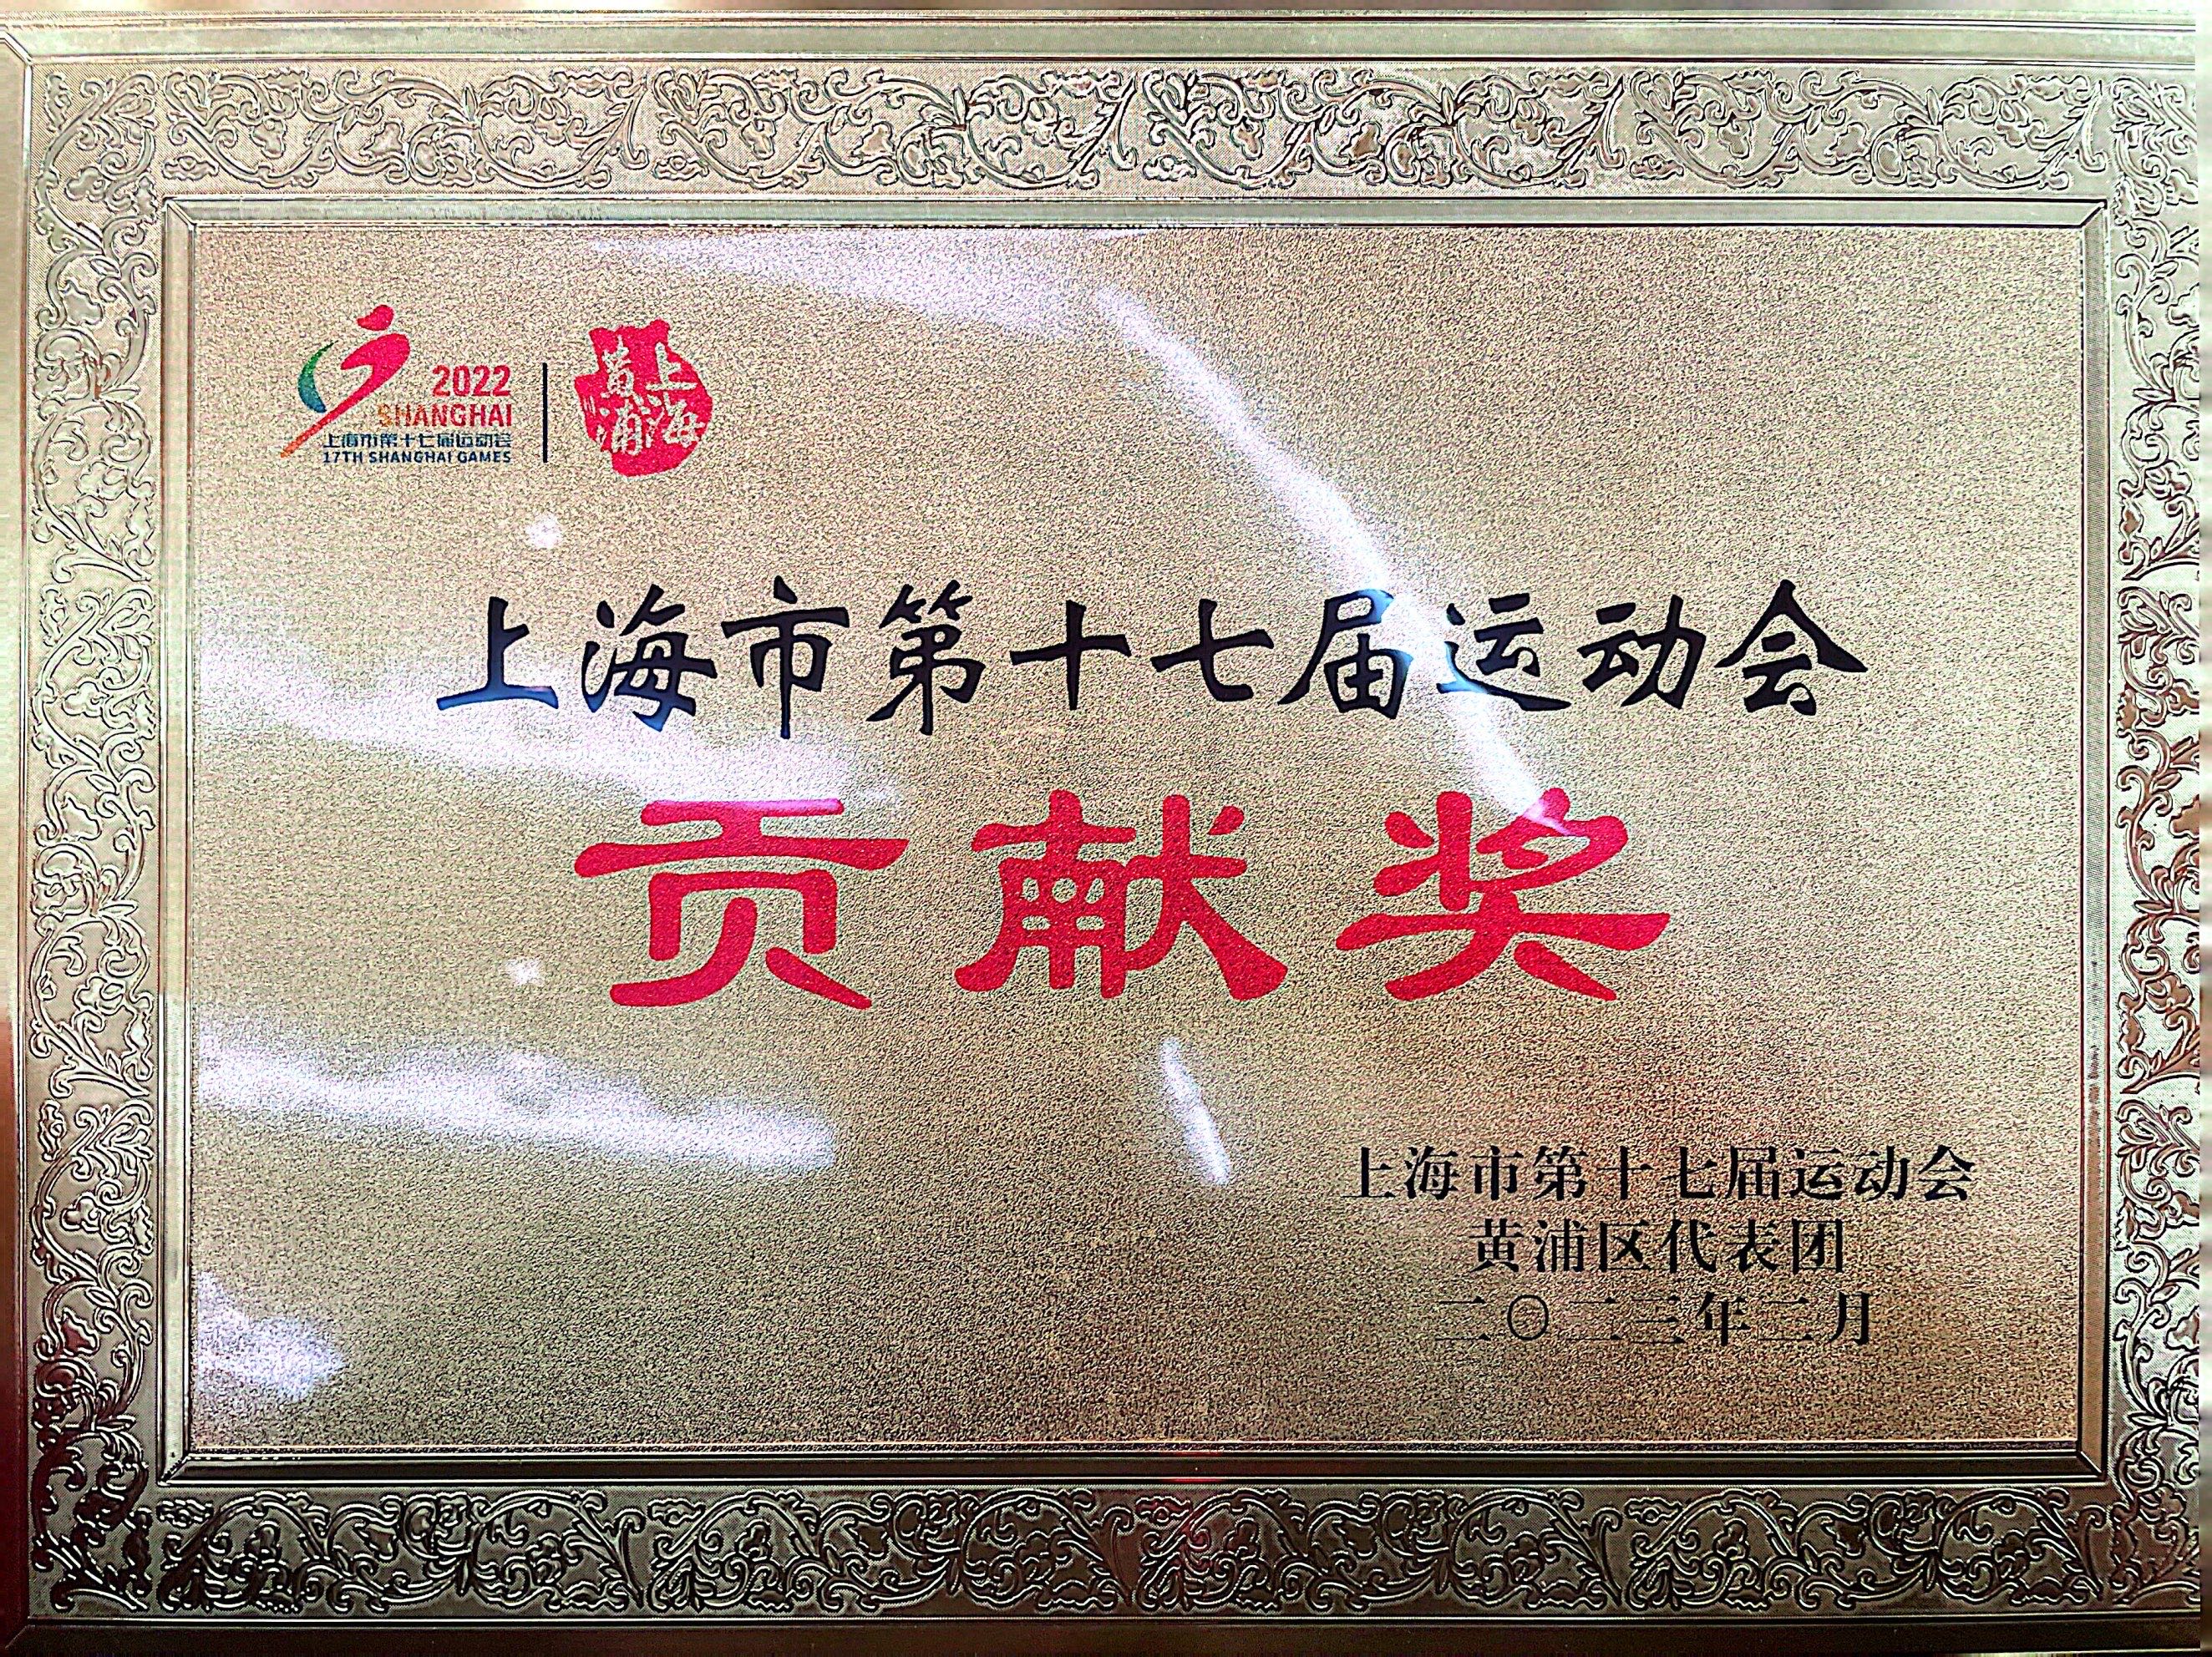 2022
SHANGHAI
上海市第十七届运动会
17TH SHANGHAI GAMES
上海
黄浦
上海市第十七届运动会
贡献奖
上海市第十七届运动会
黄浦区代表团
二〇二三年二月